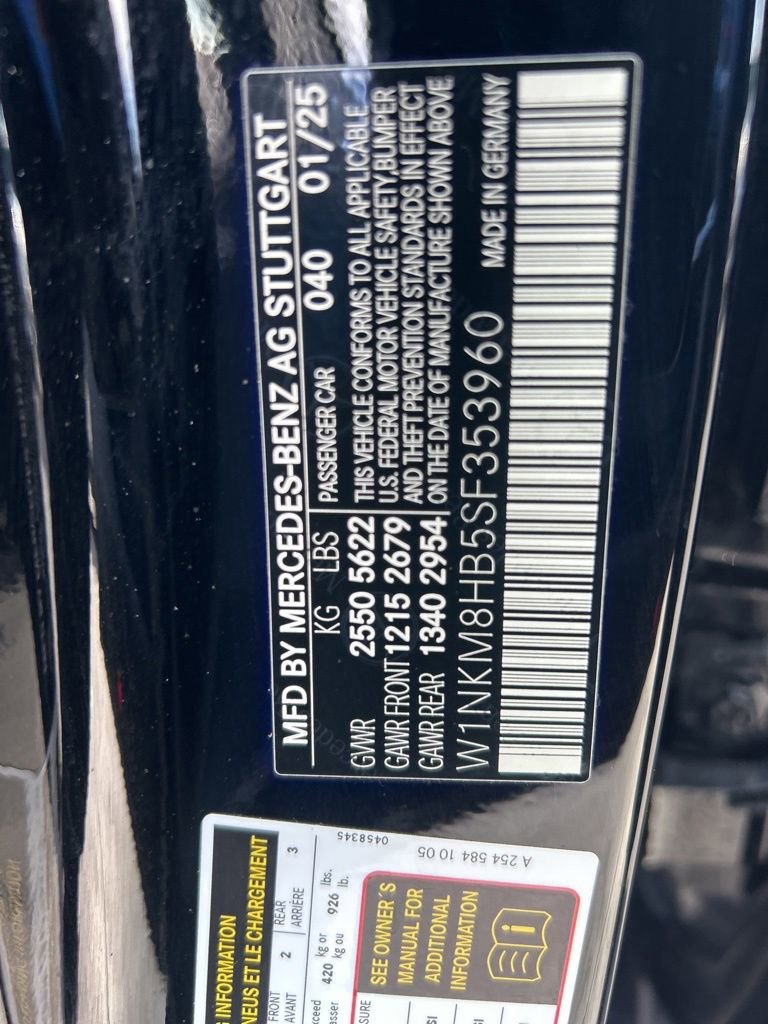 MFD BY MERCEDES-BENZ AG STUTTGART
KG LBS PASSENGER CAR 040 01/25
GVWR 2550 5622
GAWR FRONT 1215 2679
GAWR REAR 1340 2954
THIS VEHICLE CONFORMS TO ALL APPLICABLE
U.S. FEDERAL MOTOR VEHICLE SAFETY,BUMPER
AND THEFT PREVENTION STANDARDS IN EFFECT
ON THE DATE OF MANUFACTURE SHOWN ABOVE
W1NKM8HB5SF353960 MADE IN GERMANY
INFORMATION
NEUS ET LE CHARGEMENT
FRONT 2 REAR 3
AVANT ARRIÈRE
xceed 420 kg or 926 lbs.
asser kg ou lb.
SURE
SEE OWNER'S
MANUAL FOR
ADDITIONAL
INFORMATION
0458345
A 254 584 10 05